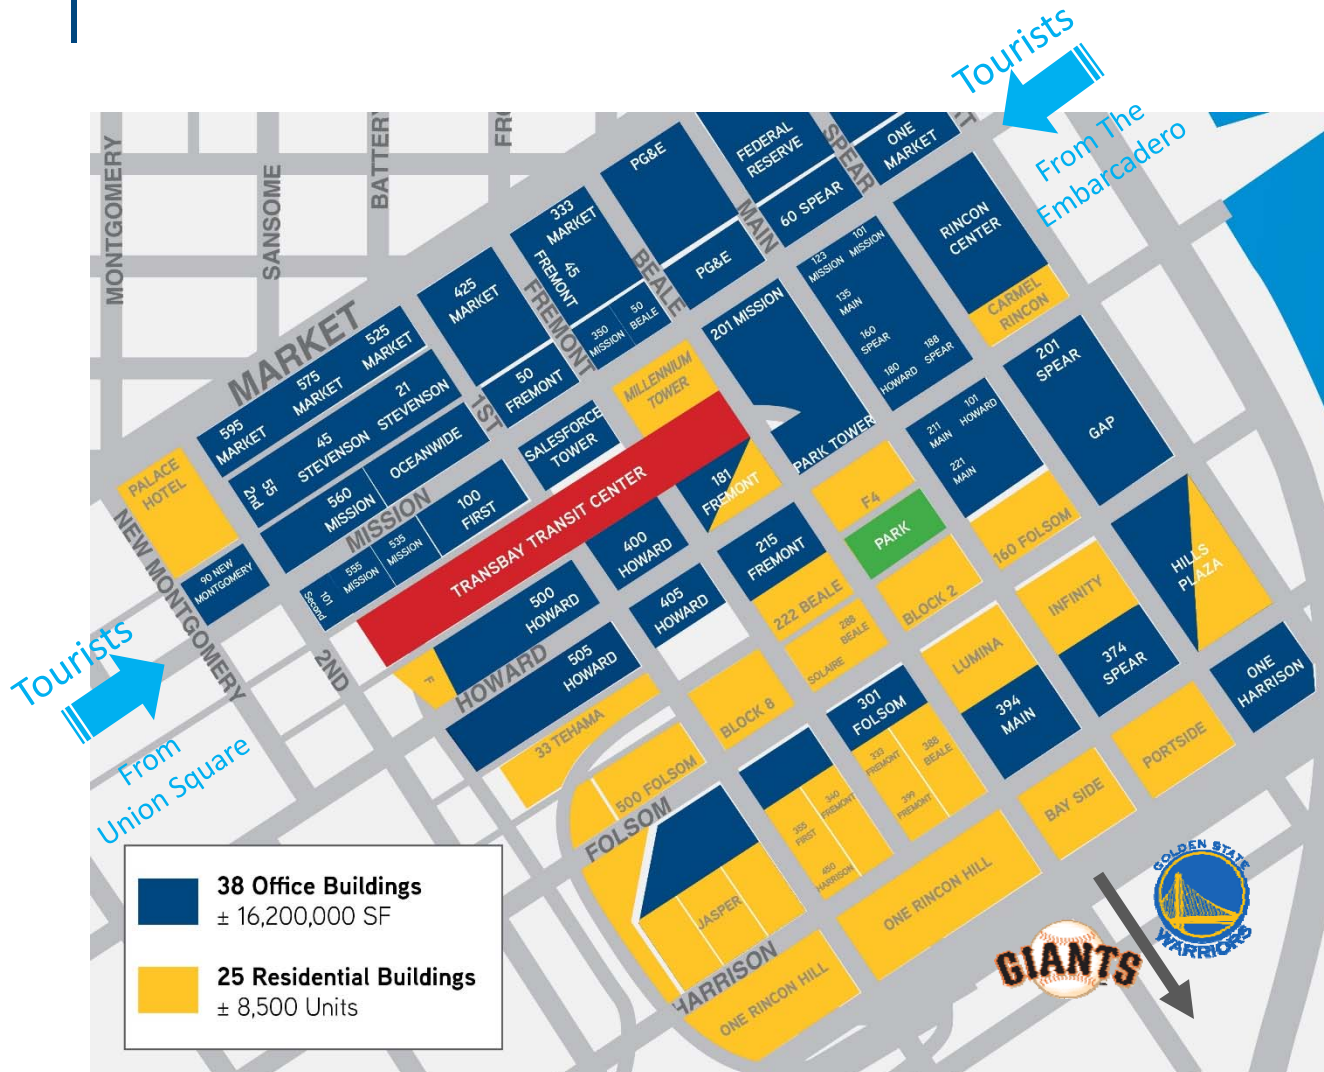 Tourists
From The
Embarcadero
MONTGOMERY
SANSOME
BATTERY
FRO
MARKET
FREMONT
BEALE
MAIN
SPEAR
1ST
MISSION
NEW MONTGOMERY
2ND
HOWARD
FOLSOM
HARRISON
PG&E
FEDERAL
RESERVE
ONE
MARKET
60 SPEAR
PG&E
333
MARKET
45
FREMONT
350
MISSION
50
BEALE
425
MARKET
50
FREMONT
525
MARKET
575
MARKET
595
MARKET
21
STEVENSON
45
STEVENSON
55
2nd
OCEANWIDE
560
MISSION
PALACE
HOTEL
90 NEW
MONTGOMERY
101
Second
555
MISSION
535
MISSION
100
FIRST
SALESFORCE
TOWER
MILLENNIUM
TOWER
TRANSBAY TRANSIT CENTER
201 MISSION
PARK TOWER
123
MISSION
101
MISSION
135
MAIN
160
SPEAR
180
HOWARD
188
SPEAR
RINCON
CENTER
CARMEL
RINCON
201
SPEAR
GAP
211
MAIN
101
HOWARD
221
MAIN
160 FOLSOM
F4
PARK
BLOCK 2
181
FREMONT
215
FREMONT
222 BEALE
288
BEALE
SOLAIRE
400
HOWARD
405
HOWARD
500
HOWARD
505
HOWARD
F
33 TEHAMA
500 FOLSOM
BLOCK 8
301
FOLSOM
333
FREMONT
388
BEALE
399
FREMONT
340
FREMONT
355
FIRST
450
HARRISON
JASPER
LUMINA
394
MAIN
INFINITY
374
SPEAR
HILLS
PLAZA
ONE
HARRISON
PORTSIDE
BAY SIDE
ONE RINCON HILL
ONE RINCON HILL
Tourists
From
Union Square
38 Office Buildings
± 16,200,000 SF
25 Residential Buildings
± 8,500 Units
GIANTS
GOLDEN STATE
WARRIORS